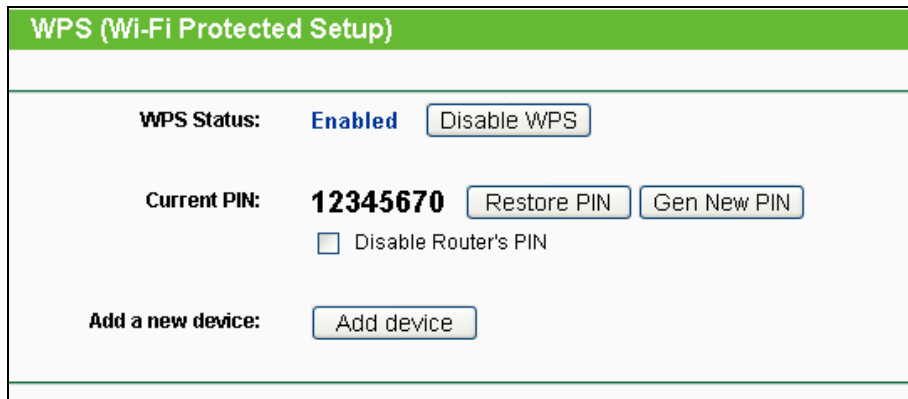 WPS (Wi-Fi Protected Setup)
WPS Status: Enabled Disable WPS
Current PIN: 12345670 Restore PIN Gen New PIN
Disable Router's PIN
Add a new device: Add device